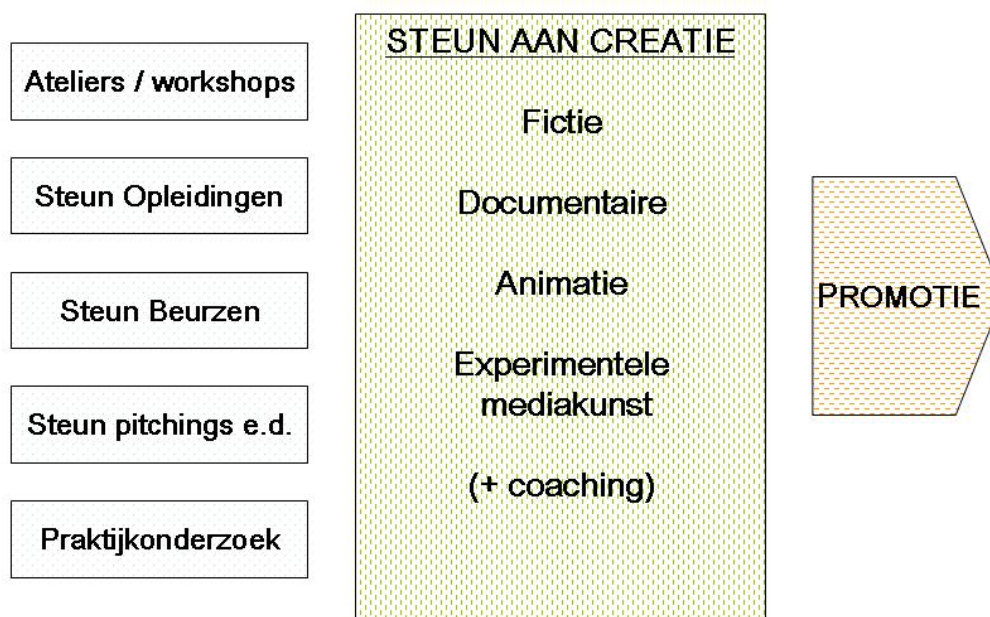 Ateliers / workshops
Steun Opleidingen
Steun Beurzen
Steun pitchings e.d.
Praktijkonderzoek
STEUN AAN CREATIE
Fictie
Documentaire
Animatie
Experimentele
mediakunst
(+ coaching)
PROMOTIE